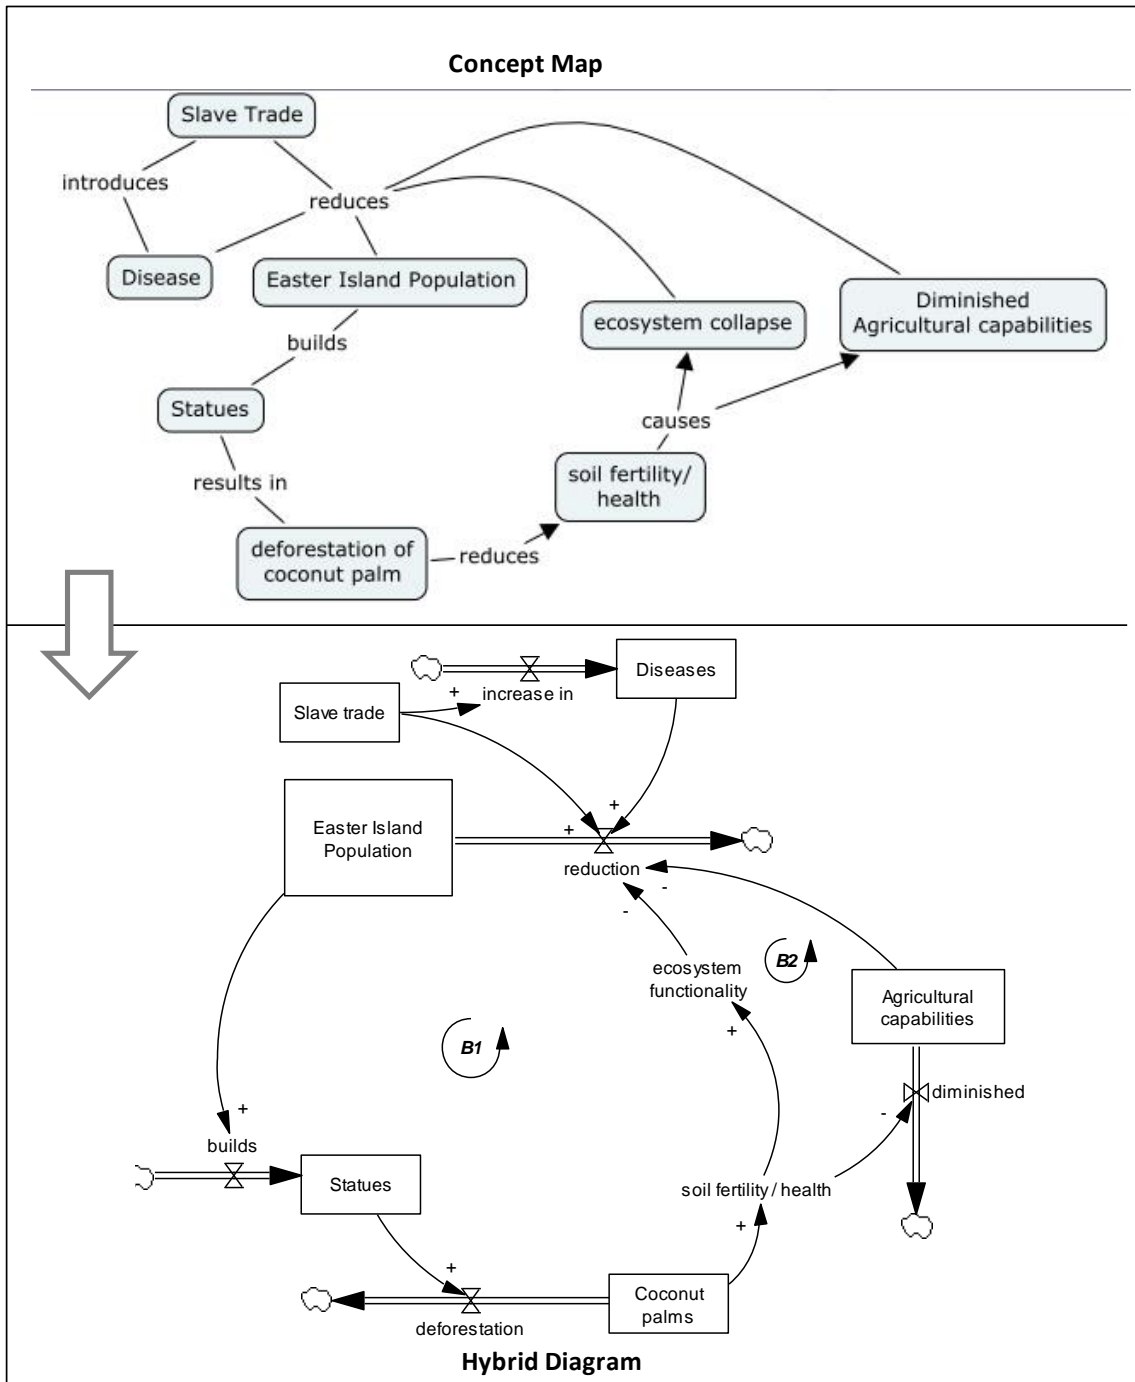 Concept Map
Slave Trade
introduces
reduces
Disease
Easter Island Population
ecosystem collapse
Diminished
Agricultural capabilities
builds
Statues
causes
results in
soil fertility/
health
deforestation of
coconut palm
reduces
Diseases
+
increase in
Slave trade
+
+
Easter Island
Population
reduction
-
-
ecosystem
functionality
B2
Agricultural
capabilities
+
B1
diminished
-
+
builds
Statues
soil fertility / health
+
+
Coconut
palms
deforestation
Hybrid Diagram